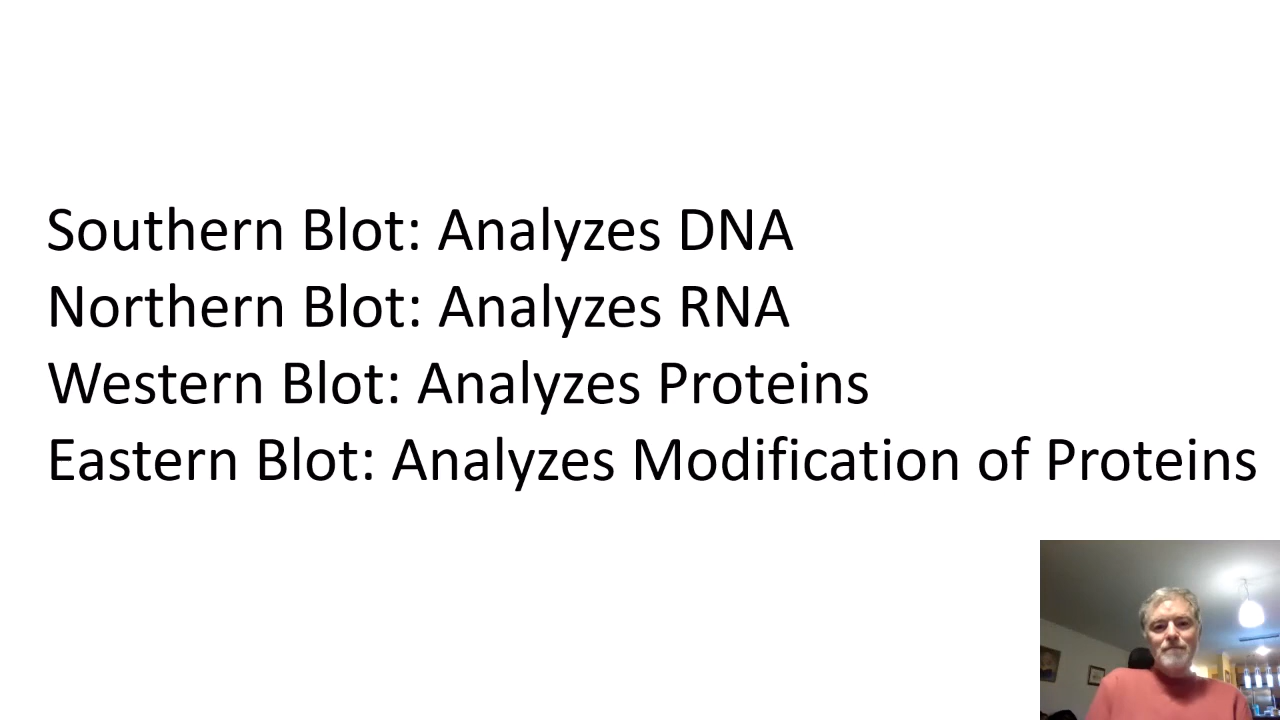 Southern Blot: Analyzes DNA
Northern Blot: Analyzes RNA
Western Blot: Analyzes Proteins
Eastern Blot: Analyzes Modification of Proteins